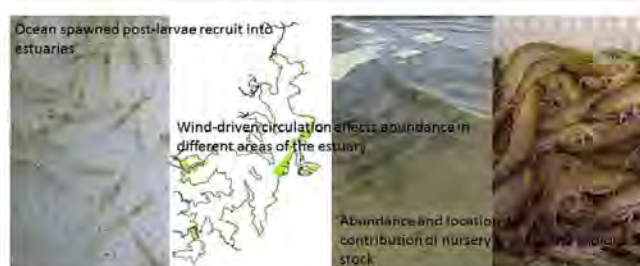 Ocean spawned post-larvae recruit into
estuaries
Wind-driven circulation affects abundance in
different areas of the estuary
Abundance and location
contribution of nursery
stock